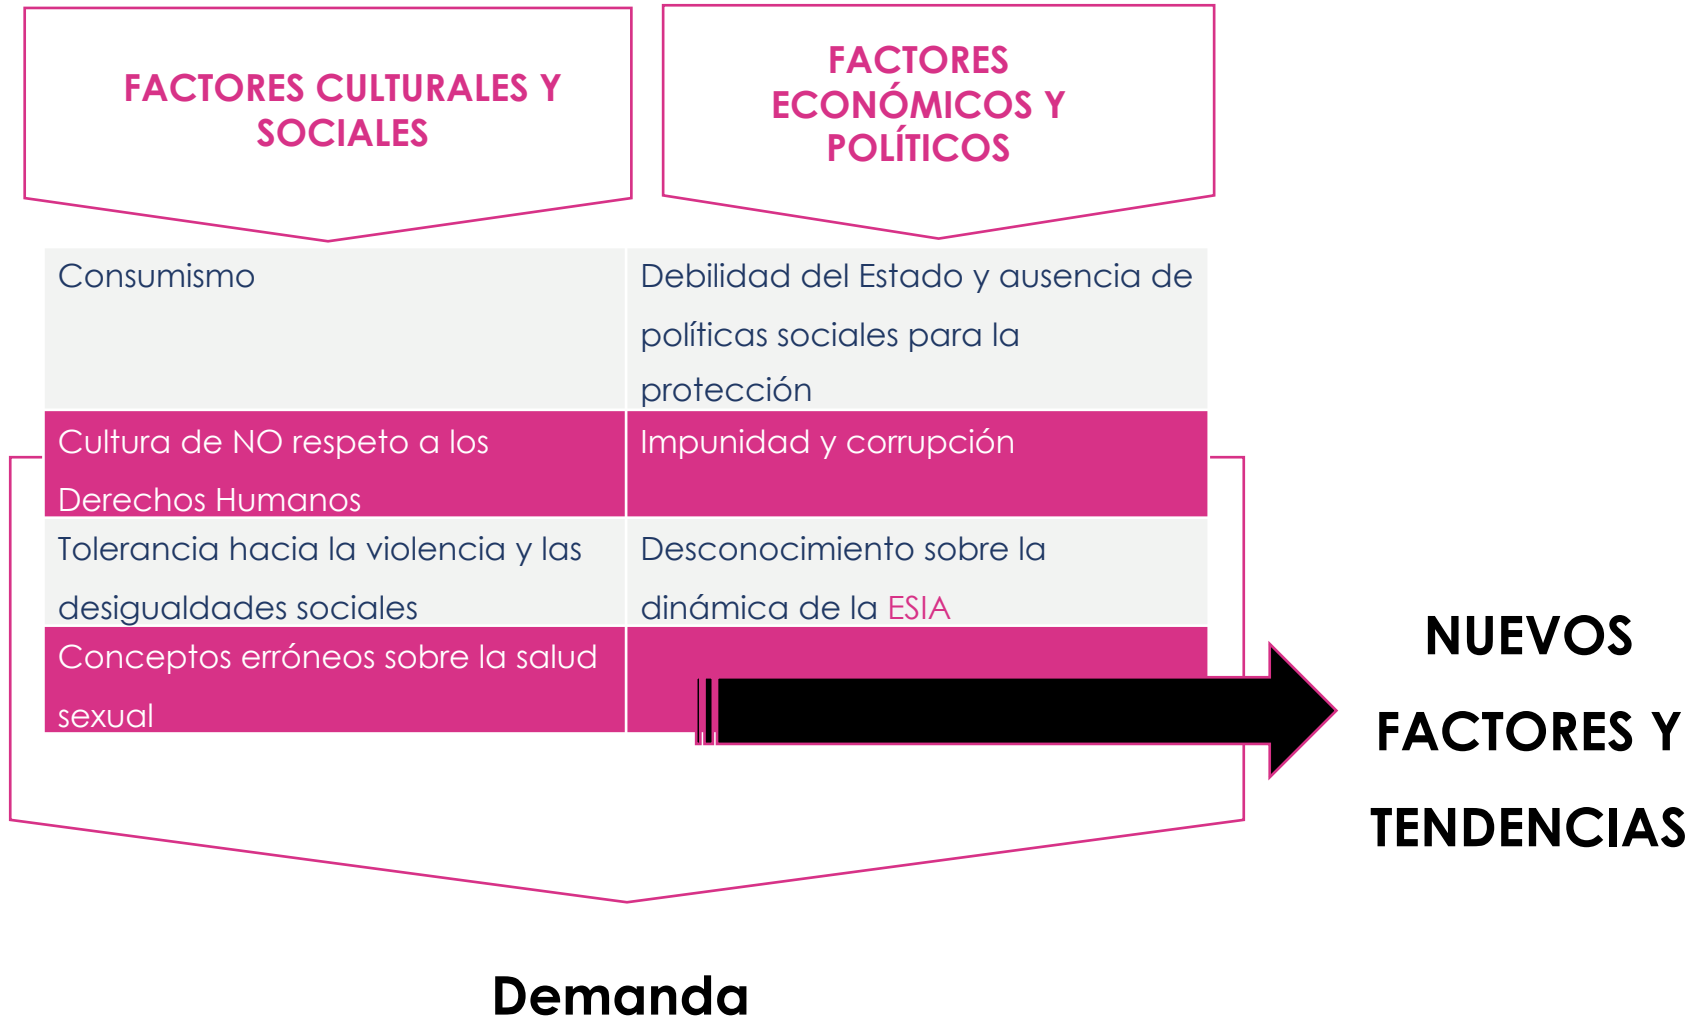 FACTORES CULTURALES Y
SOCIALES
FACTORES
ECONÓMICOS Y
POLÍTICOS
Consumismo
Debilidad del Estado y ausencia de
políticas sociales para la
protección
Cultura de NO respeto a los
Derechos Humanos
Impunidad y corrupción
Tolerancia hacia la violencia y las
desigualdades sociales
Desconocimiento sobre la
dinámica de la ESIA
Conceptos erróneos sobre la salud
sexual
NUEVOS
FACTORES Y
TENDENCIAS
Demanda